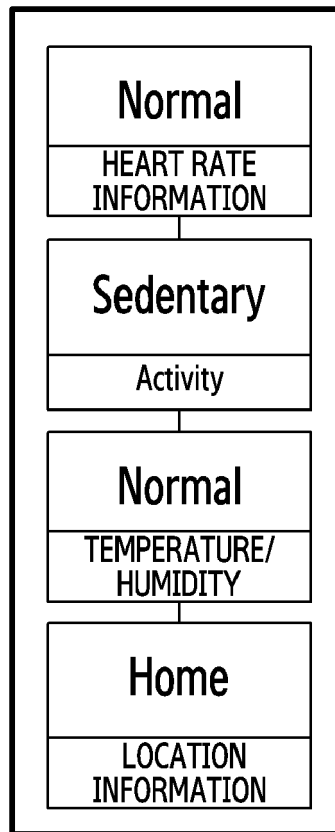 Normal
HEART RATE
INFORMATION
Sedentary
Activity
Normal
TEMPERATURE/
HUMIDITY
Home
LOCATION
INFORMATION